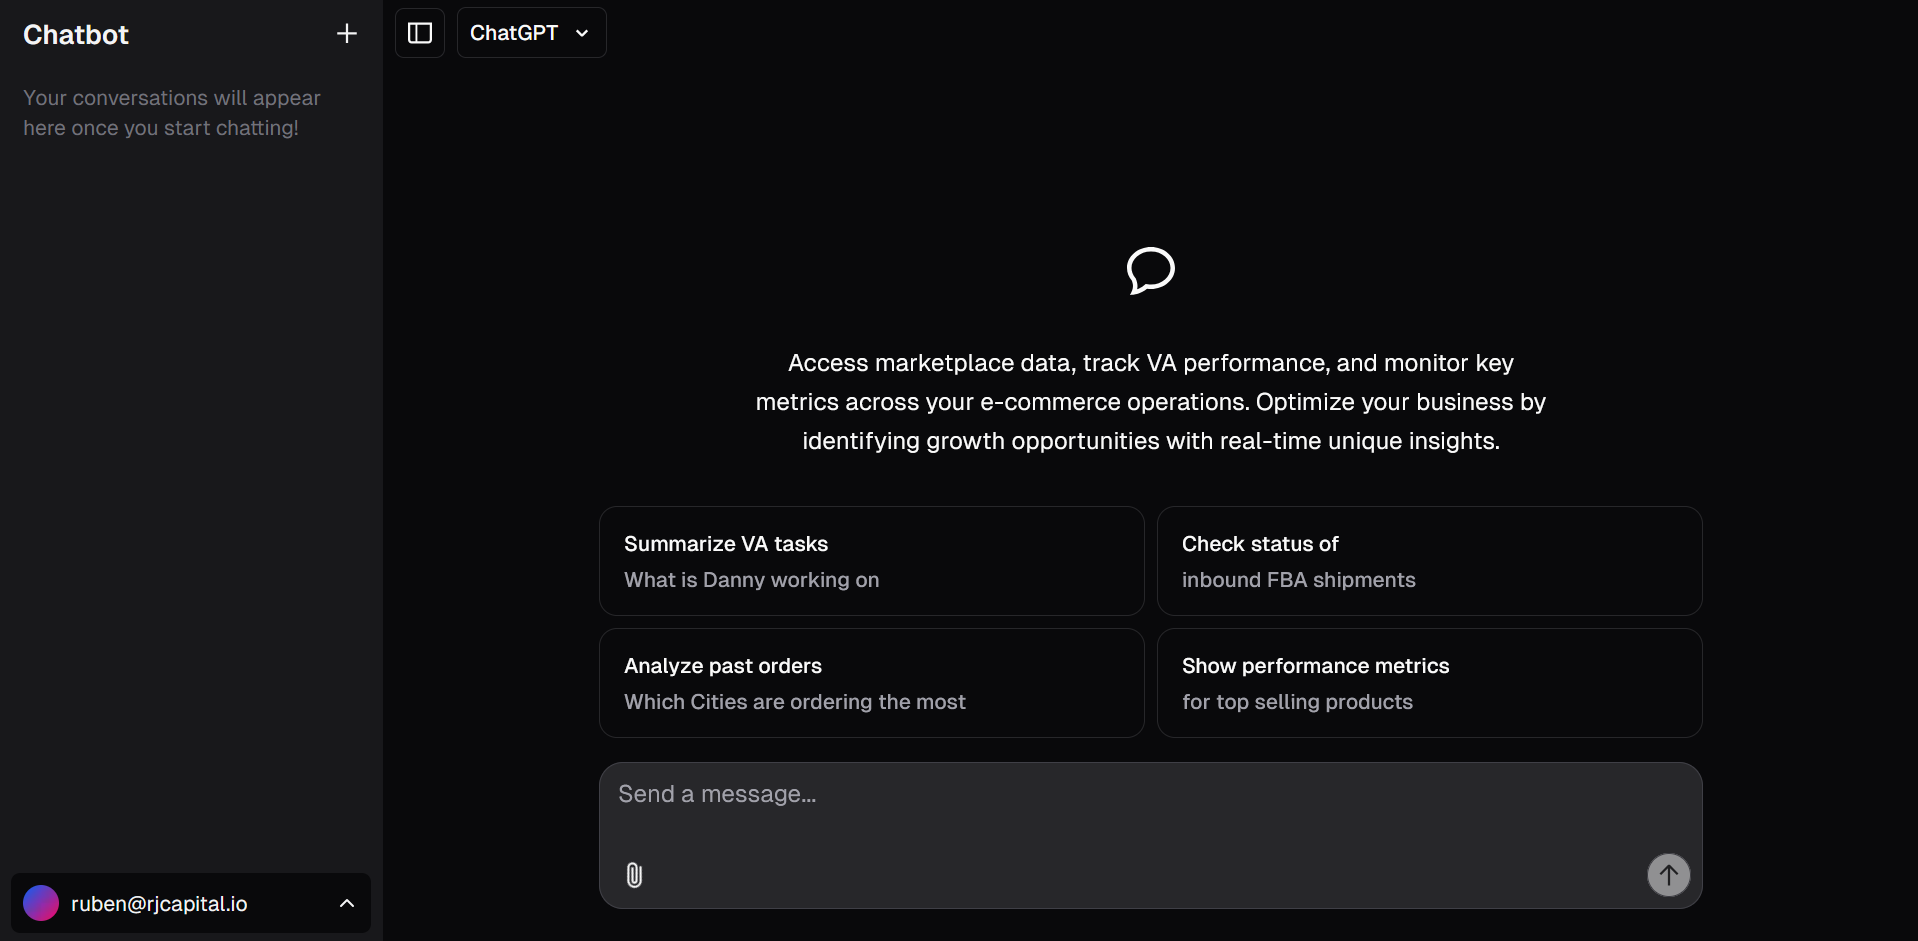 Chatbot
Your conversations will appear
here once you start chatting!
ruben@rjcapital.io
ChatGPT
Access marketplace data, track VA performance, and monitor key
metrics across your e-commerce operations. Optimize your business by
identifying growth opportunities with real-time unique insights.
Summarize VA tasks
What is Danny working on
Check status of
inbound FBA shipments
Analyze past orders
Which Cities are ordering the most
Show performance metrics
for top selling products
Send a message...